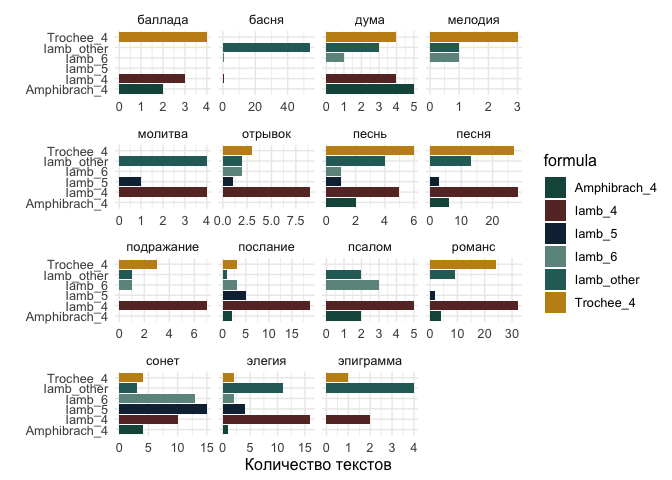 баллада басня дума мелодия
Trochee_4
Iamb_other
Iamb_6
Iamb_5
Iamb_4
Amphibrach_4
0 1 2 3 4 0 20 40 0 1 2 3 4 5 0 1 2 3
молитва отрывок песнь песня
Trochee_4
Iamb_other
Iamb_6
Iamb_5
Iamb_4
Amphibrach_4
0 1 2 3 4 0.0 2.5 5.0 7.5 0 2 4 6 0 10 20
подражание послание псалом романс
Trochee_4
Iamb_other
Iamb_6
Iamb_5
Iamb_4
Amphibrach_4
0 2 4 6 0 5 10 15 0 1 2 3 4 5 0 10 20 30
сонет элегия эпиграмма
Trochee_4
Iamb_other
Iamb_6
Iamb_5
Iamb_4
Amphibrach_4
0 5 10 15 0 5 10 15 0 1 2 3 4
Количество текстов
formula
Amphibrach_4
Iamb_4
Iamb_5
Iamb_6
Iamb_other
Trochee_4